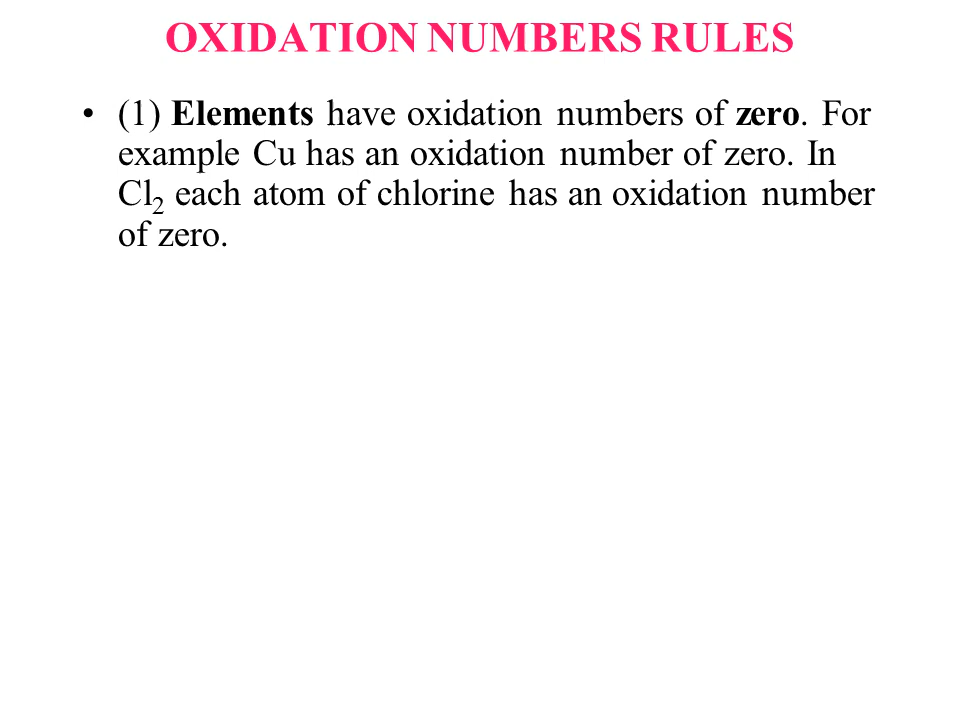 OXIDATION NUMBERS RULES
• (1) Elements have oxidation numbers of zero. For
example Cu has an oxidation number of zero. In
Cl₂ each atom of chlorine has an oxidation number
of zero.